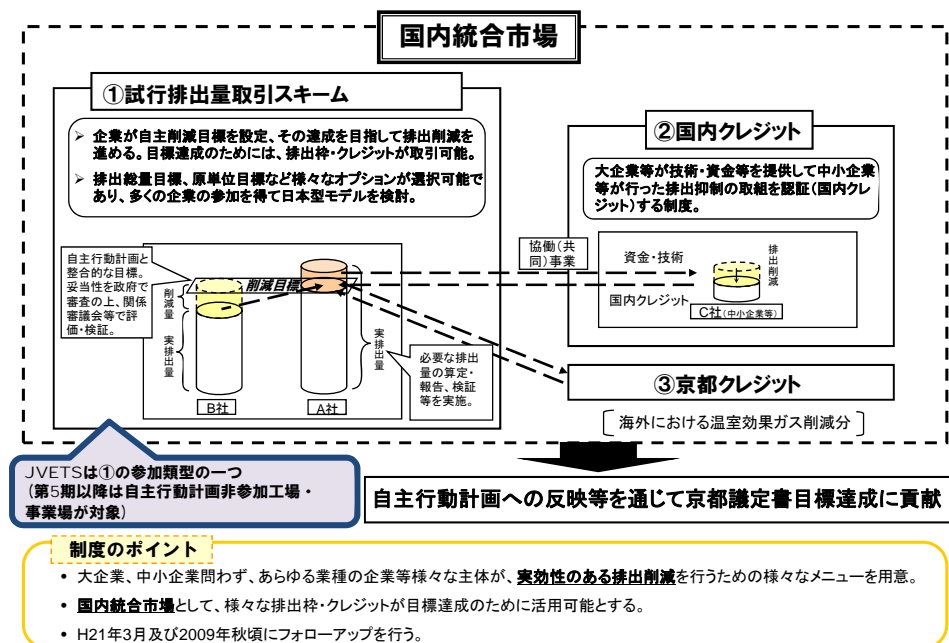 国内統合市場
①試行排出量取引スキーム
➢ 企業が自主削減目標を設定、その達成を目指して排出削減を
進める。目標達成のためには、排出枠・クレジットが取引可能。
➢ 排出総量目標、原単位目標など様々なオプションが選択可能で
あり、多くの企業の参加を得て日本型モデルを検討。
自主行動計画と
整合的な目標。
妥当性を政府で
審査の上、関係
審議会等で評
価・検証。
削減目標
削減量
実排出量
実排出量
B社
A社
必要な排出
量の算定・
報告、検証
等を実施。
協働(共
同)事業
②国内クレジット
大企業等が技術・資金等を提供して中小企業
等が行った排出抑制の取組を認証(国内クレ
ジット)する制度。
資金・技術
国内クレジット
排出削減
C社(中小企業等)
③京都クレジット
海外における温室効果ガス削減分
JVETSは①の参加類型の一つ
(第5期以降は自主行動計画非参加工場・
事業場が対象)
自主行動計画への反映等を通じて京都議定書目標達成に貢献
制度のポイント
• 大企業、中小企業問わず、あらゆる業種の企業等様々な主体が、実効性のある排出削減を行うための様々なメニューを用意。
• 国内統合市場として、様々な排出枠・クレジットが目標達成のために活用可能とする。
• H21年3月及び2009年秋頃にフォローアップを行う。